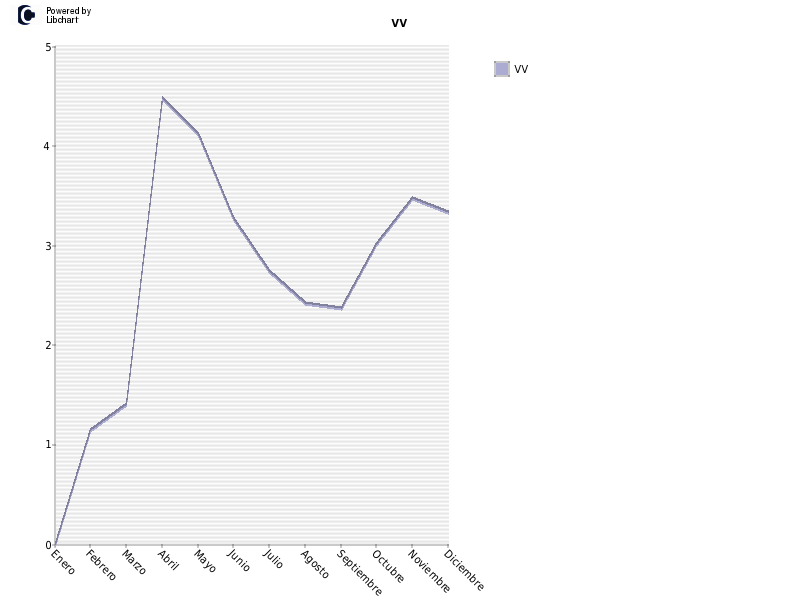 Powered by
Libchart
vv
5
4
3
2
1
0
Enero
Febrero
Marzo
Abril
Mayo
Junio
Julio
Agosto
Septiembre
Octubre
Noviembre
Diciembre
VV